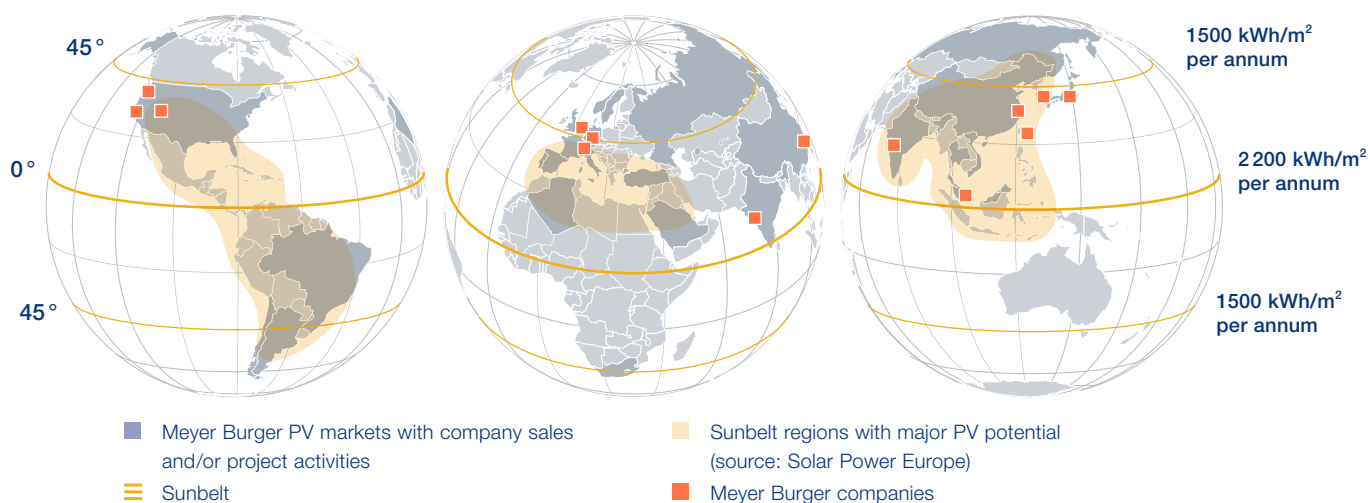 45°
0°
45°
1500 kWh/m²
per annum
2 200 kWh/m²
per annum
1500 kWh/m²
per annum
Meyer Burger PV markets with company sales
and/or project activities
Sunbelt
Sunbelt regions with major PV potential
(source: Solar Power Europe)
Meyer Burger companies